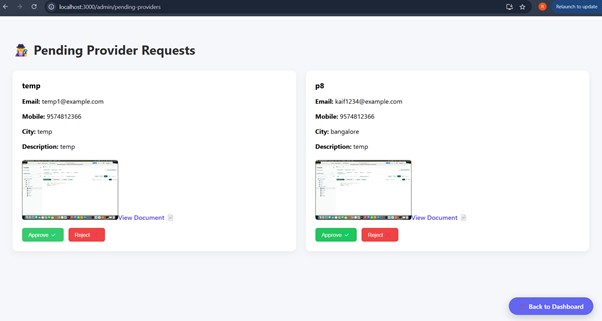 localhost:3000/admin/pending-providers
Relaunch to update
Pending Provider Requests
temp
Email: temp1@example.com
Mobile: 9574812366
City: temp
Description: temp
View Document
Approve ✓
Reject
p8
Email: kaif1234@example.com
Mobile: 9574812366
City: bangalore
Description: temp
View Document
Approve ✓
Reject
Back to Dashboard